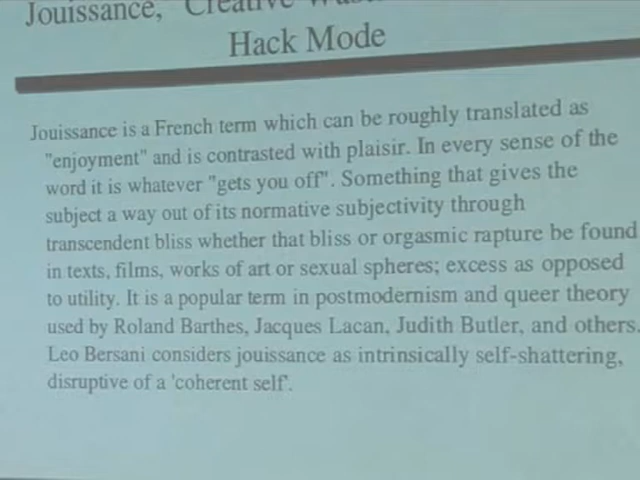 Jouissance, "Creative
Hack Mode
Jouissance is a French term which can be roughly translated as
"enjoyment" and is contrasted with plaisir. In every sense of the
word it is whatever "gets you off". Something that gives the
subject a way out of its normative subjectivity through
transcendent bliss whether that bliss or orgasmic rapture be found
in texts, films, works of art or sexual spheres; excess as opposed
to utility. It is a popular term in postmodernism and queer theory
used by Roland Barthes, Jacques Lacan, Judith Butler, and others.
Leo Bersani considers jouissance as intrinsically self-shattering,
disruptive of a 'coherent self'.